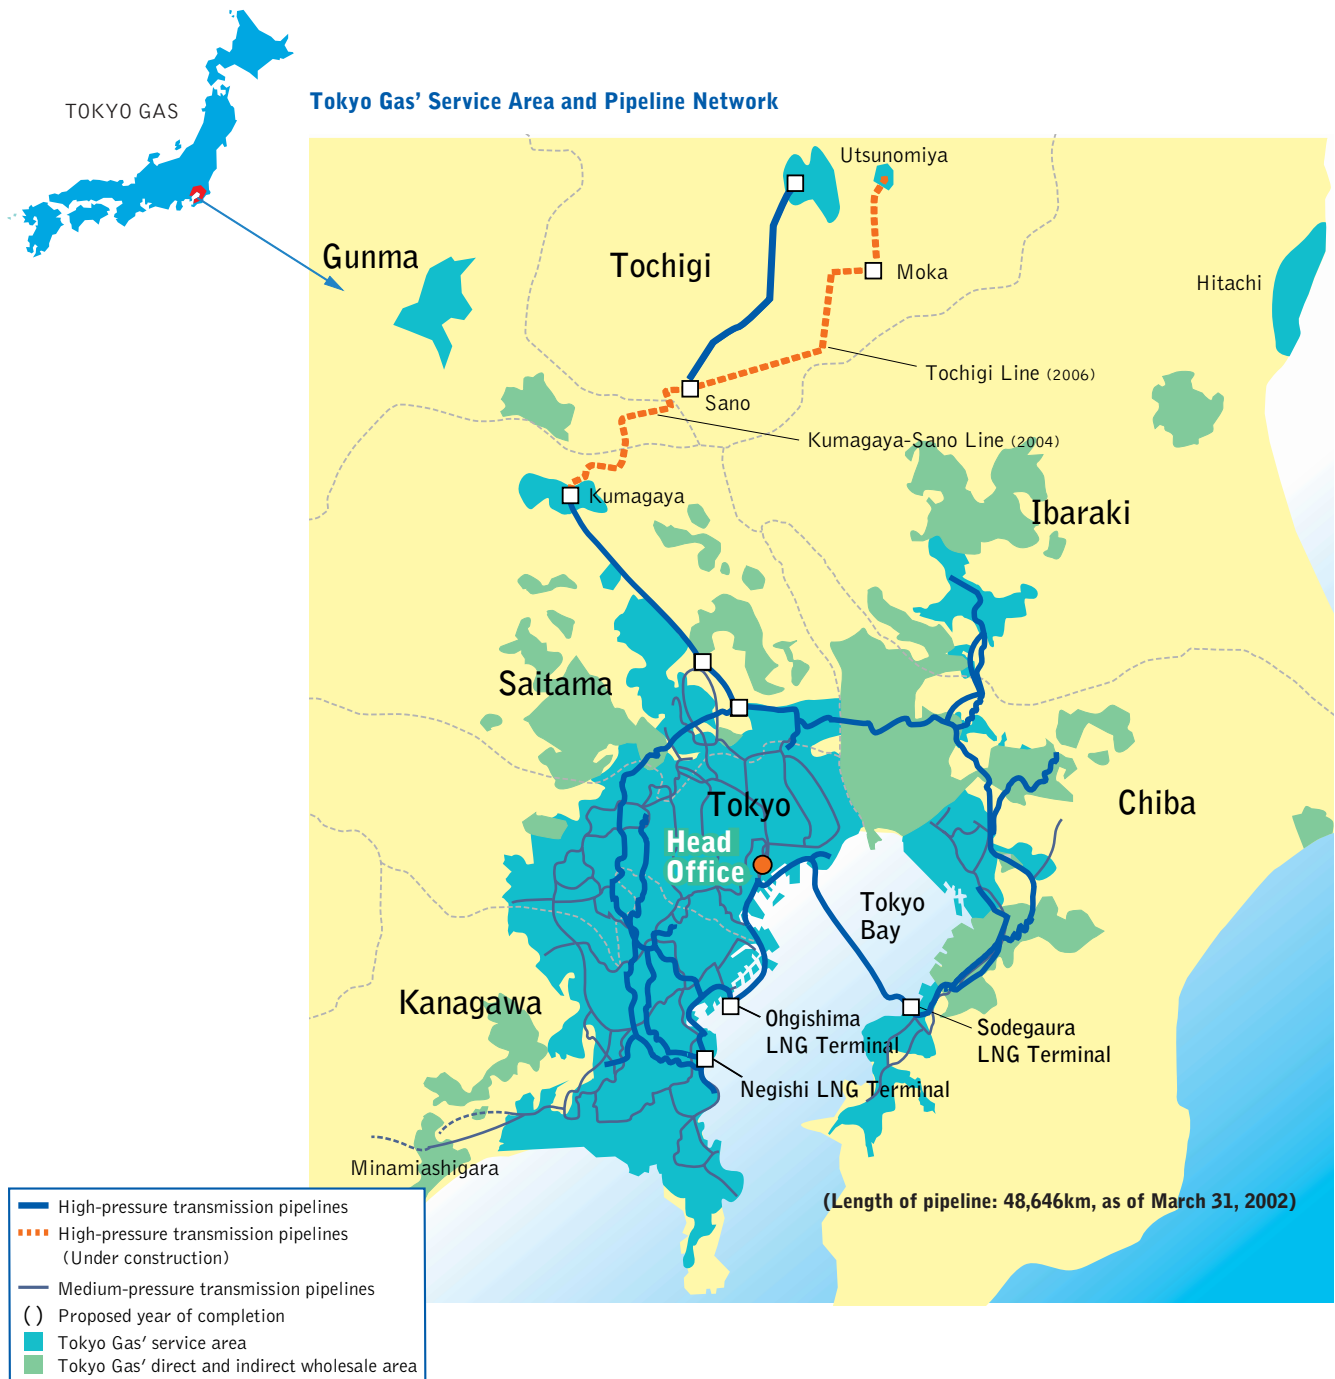 TOKYO GAS
Tokyo Gas' Service Area and Pipeline Network
Utsunomiya
Gunma
Tochigi
Moka
Hitachi
Tochigi Line (2006)
Sano
Kumagaya-Sano Line (2004)
Kumagaya
Ibaraki
Saitama
Tokyo
Chiba
Head
Office
Tokyo
Bay
Kanagawa
Ohgishima
LNG Terminal
Sodegaura
LNG Terminal
Negishi LNG Terminal
Minamiashigara
(Length of pipeline: 48,646km, as of March 31, 2002)
High-pressure transmission pipelines
High-pressure transmission pipelines
(Under construction)
Medium-pressure transmission pipelines
( ) Proposed year of completion
Tokyo Gas' service area
Tokyo Gas' direct and indirect wholesale area